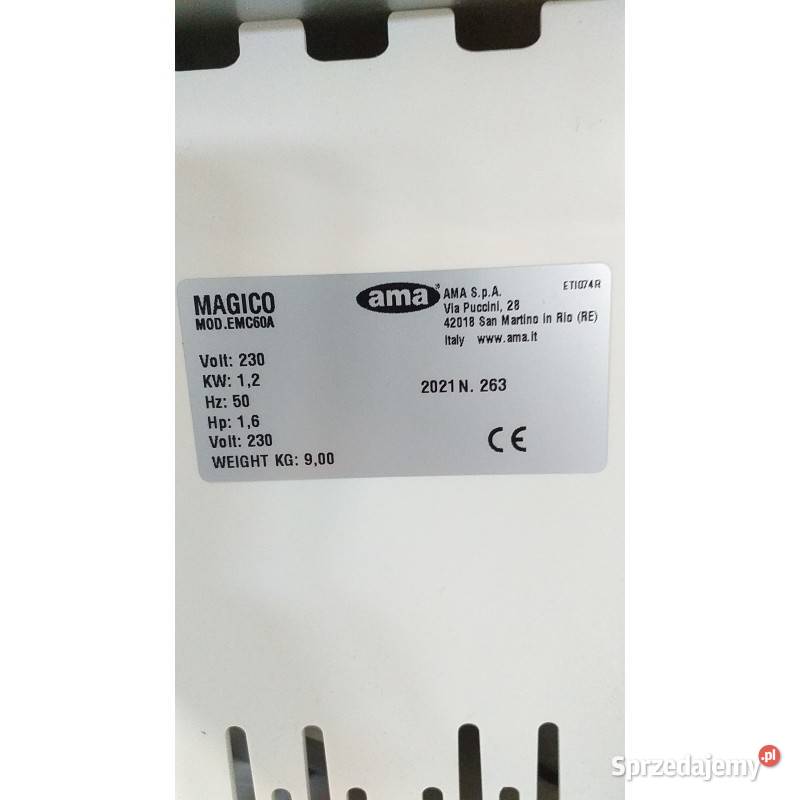 MAGICO
MOD.EMC60A
ama
AMA S.p.A.
Via Puccini, 28
42018 San Martino in Rio (RE)
Italy www.ama.it
ETI074R
Volt: 230
KW: 1,2
Hz: 50
Hp: 1,6
Volt: 230
WEIGHT KG: 9,00
2021 N. 263
CE
Sprzedajemy.pl